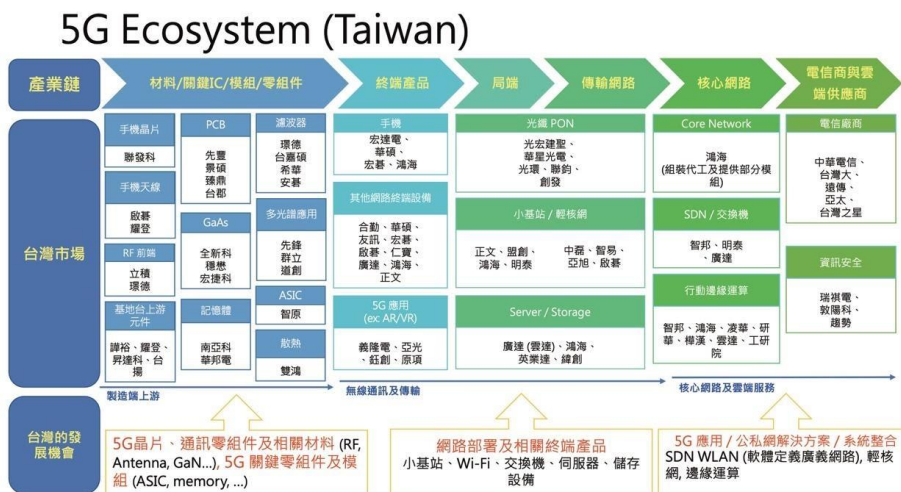 5G Ecosystem (Taiwan)
產業鏈
材料/關鍵IC/模組/零組件
終端產品
局端
傳輸網路
核心網路
電信商與雲
端供應商
台灣市場
手機晶片
聯發科
手機天線
啟碁
耀登
RF 前端
立積
環德
基地台上游
元件
譁裕、耀登、
昇達科、台
揚
PCB
先豐
景碩
臻鼎
台郡
GaAs
全新科
穩懋
宏捷科
記憶體
南亞科
華邦電
濾波器
環德
台嘉碩
希華
安碁
多光譜應用
先鋒
群立
道創
ASIC
智原
散熱
雙鴻
手機
宏達電、
華碩、
宏碁、鴻海
其他網路終端設備
合勤、華碩、
友訊、宏碁、
啟碁、仁寶、
廣達、鴻海、
正文
5G 應用
(ex: AR/VR)
義隆電、亞光
、鈺創、原項
光纖 PON
光宏建聖、
華星光電、
光環、聯鈞、
創發
小基站 / 輕核網
正文、盟創、
鴻海、明泰
中磊、智易、
亞旭、啟碁
Server / Storage
廣達 (雲達)、鴻海、
英業達、緯創
Core Network
鴻海
(組裝代工及提供部分模
組)
SDN / 交換機
智邦、明泰
、廣達
行動邊緣運算
智邦、鴻海、凌華、研
華、樺漢、雲達、工研
院
電信廠商
中華電信、
台灣大、
遠傳、
亞太、
台灣之星
資訊安全
瑞祺電、
敦陽科、
趨勢
製造端上游
無線通訊及傳輸
核心網路及雲端服務
台灣的發
展機會
5G晶片、通訊零組件及相關材料 (RF,
Antenna, GaN...), 5G 關鍵零組件及模
組 (ASIC, memory, ...)
網路部署及相關終端產品
小基站、Wi-Fi、交換機、伺服器、儲存
設備
5G 應用 / 公私網解決方案 / 系統整合
SDN WLAN (軟體定義廣義網路), 輕核
網, 邊緣運算